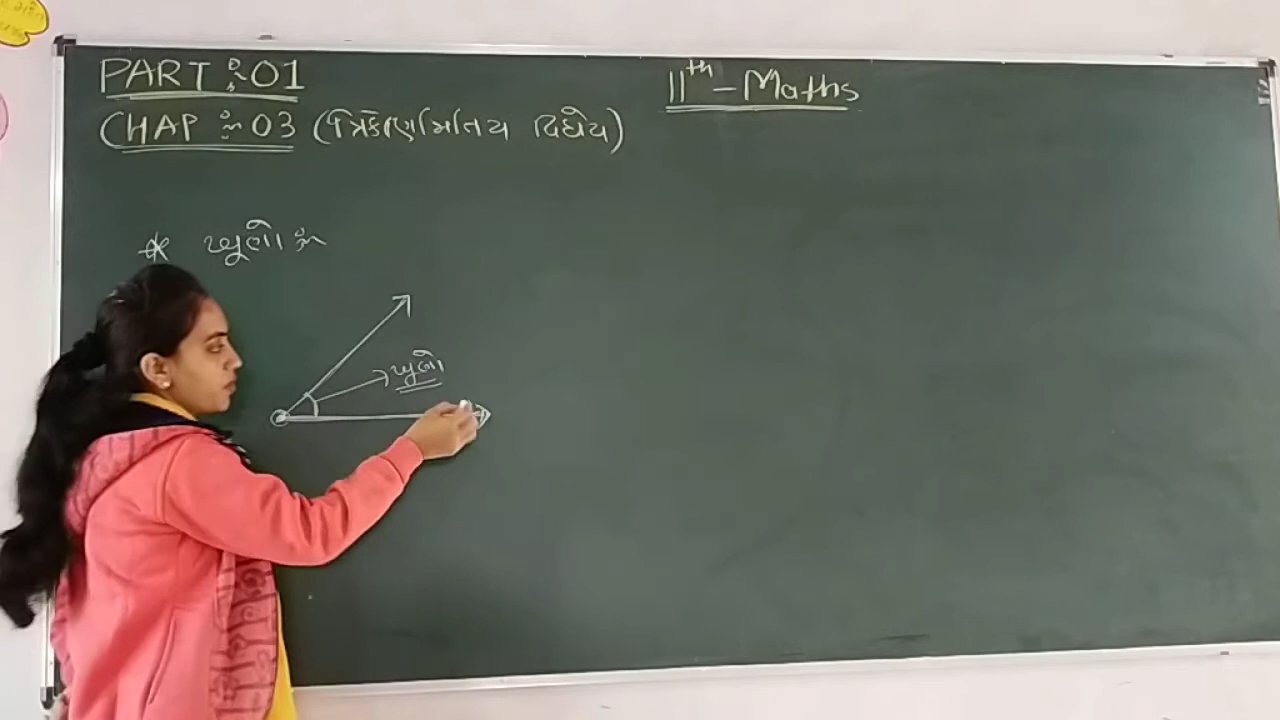 PART : 01
11th - Maths
CHAP : 03 (ત્રિકોણમિતિય વિધેય)
* ખૂણો :
ખૂણો